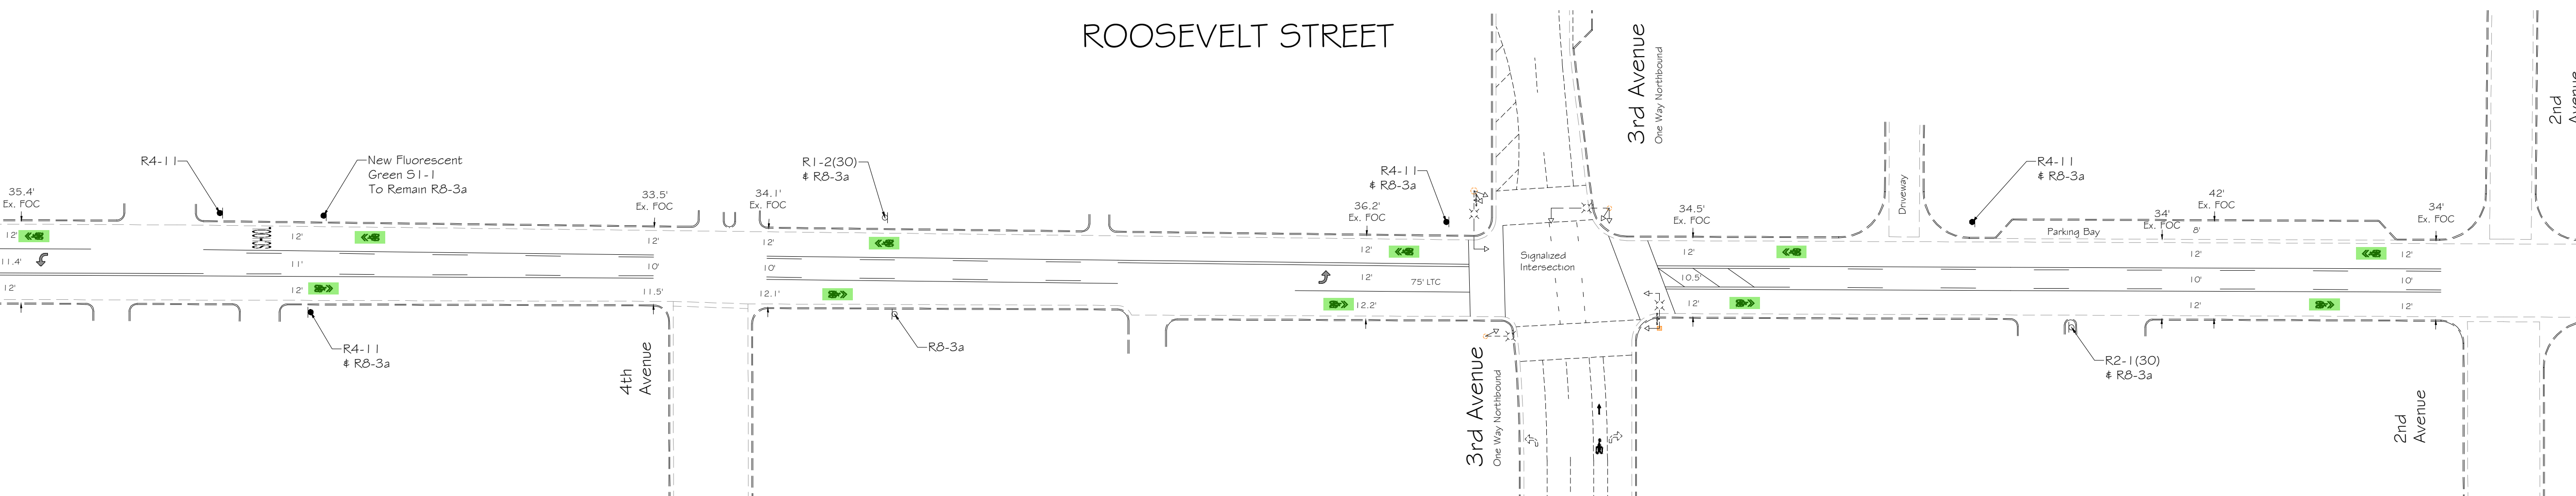 ROOSEVELT STREET
35.4'
Ex. FOC
12'
11.4'
12'
R4-11
SCHOOL
New Fluorescent
Green S1-1
To Remain R8-3a
12'
11'
12'
R4-11
& R8-3a
33.5'
Ex. FOC
12'
10'
11.5'
4th
Avenue
34.1'
Ex. FOC
12'
10'
12.1'
R1-2(30)
& R8-3a
R8-3a
36.2'
Ex. FOC
12'
12'
12.2'
75' LTC
R4-11
& R8-3a
3rd Avenue
One Way Northbound
Signalized
Intersection
3rd Avenue
One Way Northbound
34.5'
Ex. FOC
12'
10.5'
12'
Driveway
R4-11
& R8-3a
Parking Bay
34'
Ex. FOC
42'
Ex. FOC
8'
12'
10'
12'
R2-1(30)
& R8-3a
34'
Ex. FOC
12'
10'
12'
2nd
Avenue
2nd